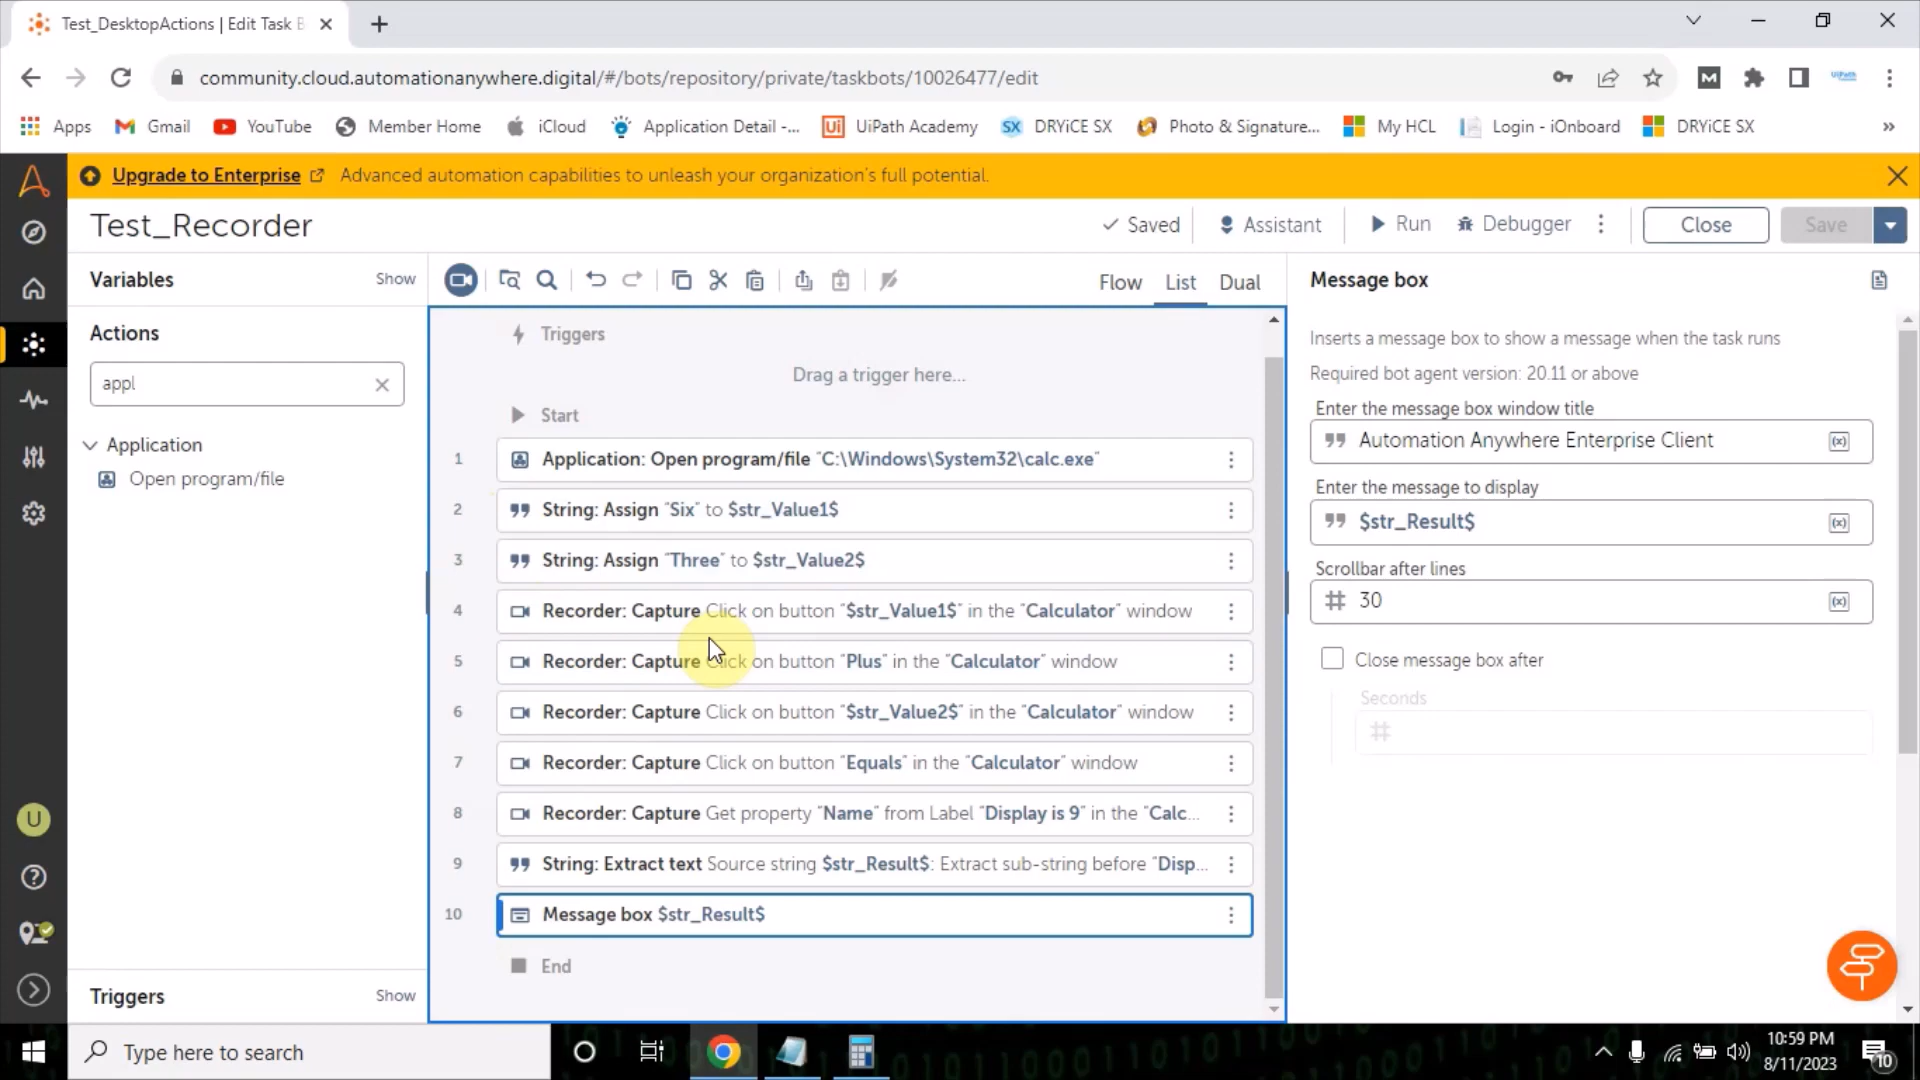 Test_DesktopActions | Edit Task B
community.cloud.automationanywhere.digital/#/bots/repository/private/taskbots/10026477/edit
Apps Gmail YouTube Member Home iCloud Application Detail -... UiPath Academy SX DRYiCE SX Photo & Signature... My HCL Login - iOnboard DRYiCE SX »
Upgrade to Enterprise Advanced automation capabilities to unleash your organization's full potential.
Test_Recorder Saved Assistant Run Debugger Close Save
Variables Show Flow List Dual Message box
Actions
appl
Application
Open program/file
Triggers Show
Triggers
Drag a trigger here...
Start
1 Application: Open program/file "C:\Windows\System32\calc.exe"
2 String: Assign "Six" to $str_Value1$
3 String: Assign "Three" to $str_Value2$
4 Recorder: Capture Click on button "$str_Value1$" in the "Calculator" window
5 Recorder: Capture Click on button "Plus" in the "Calculator" window
6 Recorder: Capture Click on button "$str_Value2$" in the "Calculator" window
7 Recorder: Capture Click on button "Equals" in the "Calculator" window
8 Recorder: Capture Get property "Name" from Label "Display is 9" in the "Calc...
9 String: Extract text Source string $str_Result$: Extract sub-string before "Disp...
10 Message box $str_Result$
End
Inserts a message box to show a message when the task runs
Required bot agent version: 20.11 or above
Enter the message box window title
Automation Anywhere Enterprise Client
Enter the message to display
$str_Result$
Scrollbar after lines
30
Close message box after
Seconds
U
Type here to search
10:59 PM
8/11/2023
10